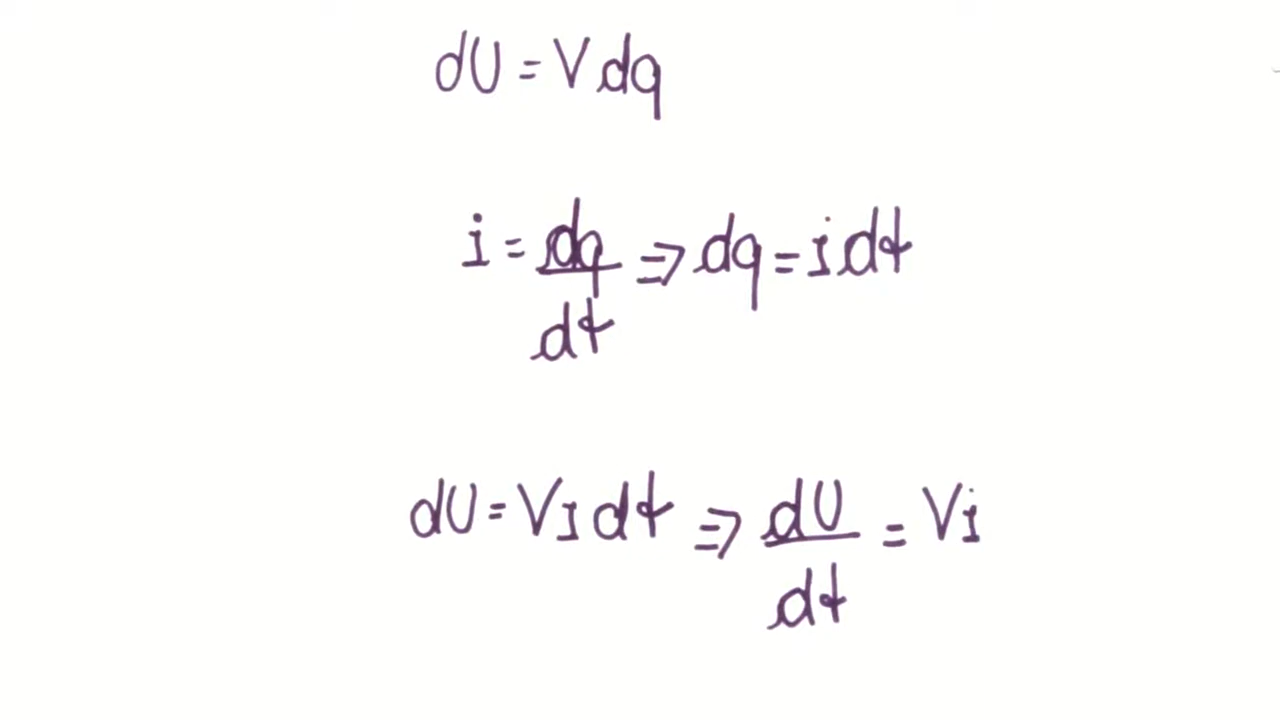 dU = V dq
i = dq/dt ⇒ dq = i dt
dU = V i dt ⇒ dU/dt = V i